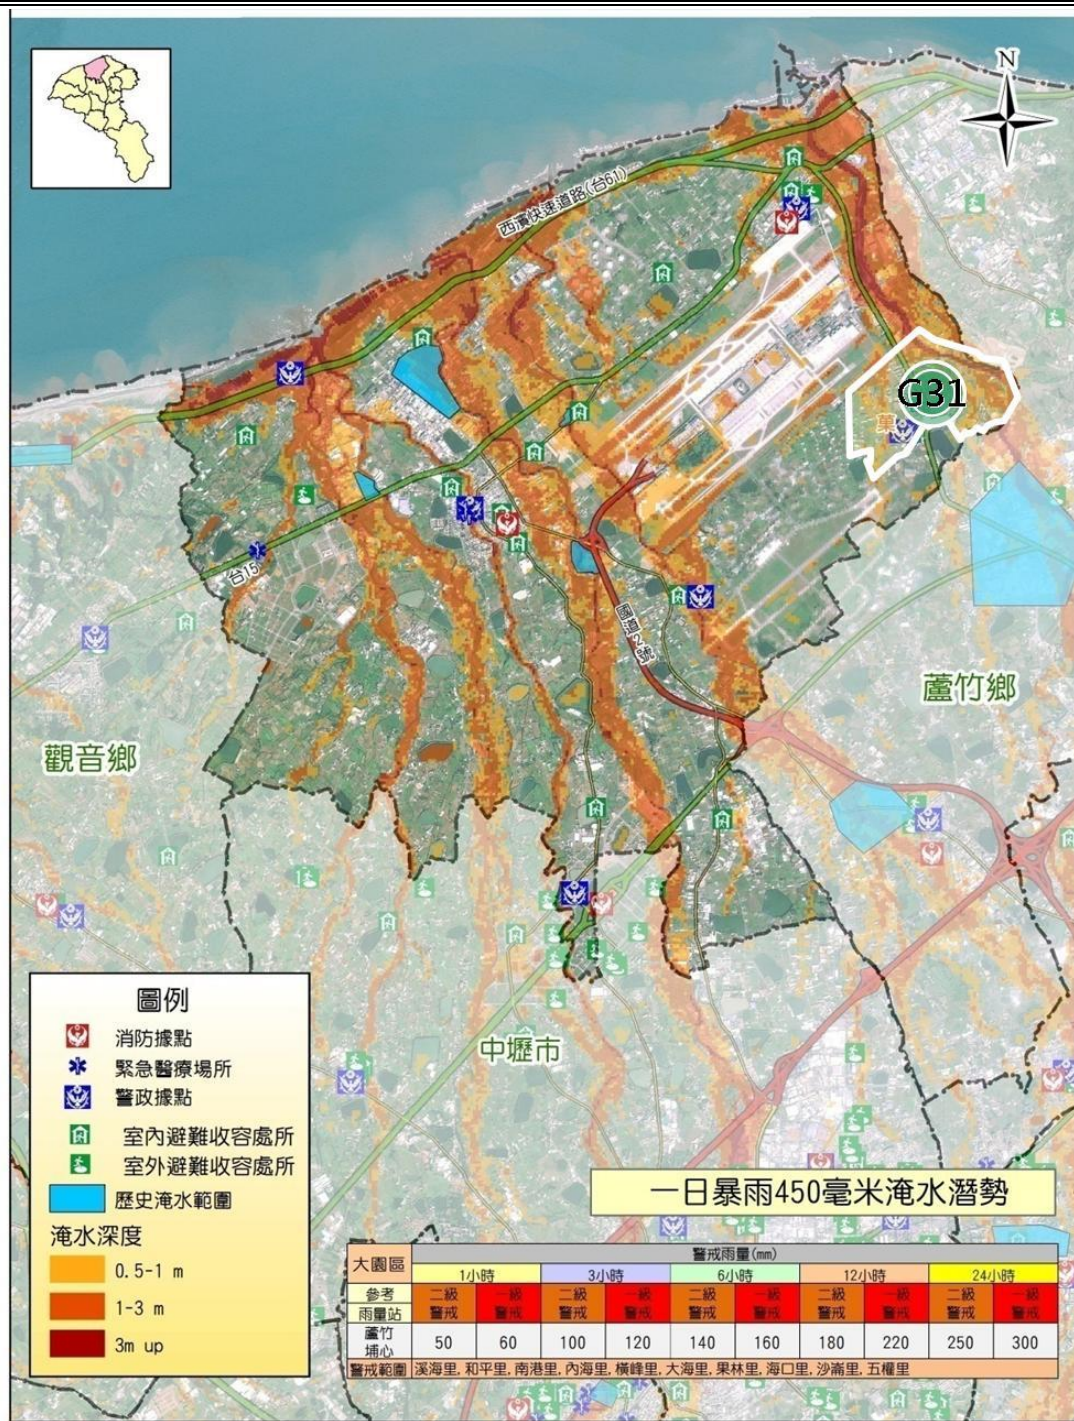 N
西濱快速道路(台61)
G31
台15
國道2號
蘆竹鄉
觀音鄉
中壢市
圖例
消防據點
緊急醫療場所
警政據點
室內避難收容處所
室外避難收容處所
歷史淹水範圍
淹水深度
0.5-1 m
1-3 m
3m up
一日暴雨450毫米淹水潛勢
大園區 警戒雨量(mm)
1小時 3小時 6小時 12小時 24小時
參考 二級 一級 二級 一級 二級 一級 二級 一級 二級 一級
雨量站 警戒 警戒 警戒 警戒 警戒 警戒 警戒 警戒 警戒 警戒
蘆竹
埔心 50 60 100 120 140 160 180 220 250 300
警戒範圍 溪海里, 和平里, 南港里, 內海里, 橫峰里, 大海里, 果林里, 海口里, 沙崙里, 五權里